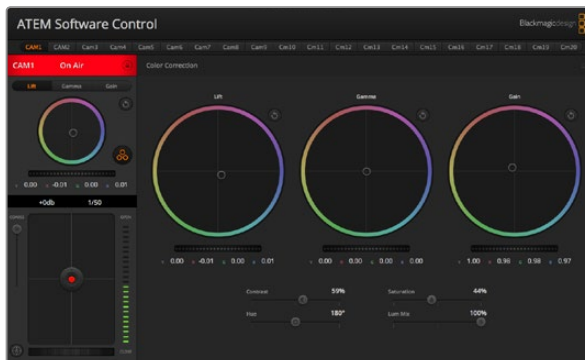 ATEM Software Control
Blackmagicdesign
CAM1 CAM2 Cam3 Cam4 Cam5 Cam6 Cam7 Cam8 Cam9 Cm10 Cm11 Cm12 Cm13 Cm14 Cm15 Cm16 Cm17 Cm18 Cm19 Cm20
CAM1 On Air
Color Correction
Lift Gamma Gain
Lift Gamma Gain
0.00 -0.01 0.00 0.01
0.00 -0.01 0.00 0.01
0.00 0.00 0.00 0.00
1.00 0.96 0.98 0.97
+0db 1/50
Contrast 59%
Saturation 44%
Hue 180°
Lum Mix 100%